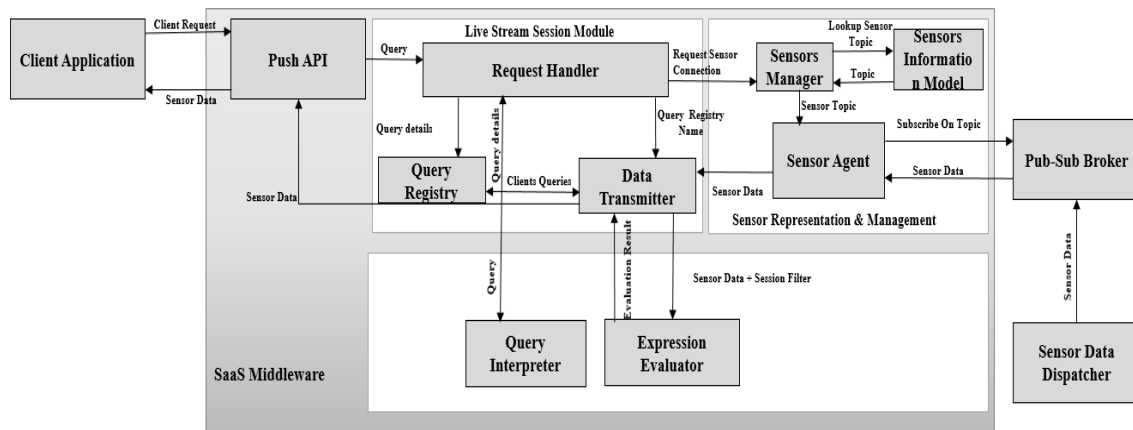 Client Request
Client Application
Sensor Data
Push API
Query
Live Stream Session Module
Request Handler
Request Sensor
Connection
Query details
Query details
Query Registry
Name
Query
Registry
Clients Queries
Data
Transmitter
Sensor Data
Sensors
Manager
Lookup Sensor
Topic
Topic
Sensors
Informatio
n Model
Sensor Topic
Sensor Agent
Sensor Data
Subscribe On Topic
Sensor Data
Pub-Sub Broker
Sensor Representation & Management
Query
Evaluation Result
Sensor Data + Session Filter
Sensor Data
Query
Interpreter
Expression
Evaluator
SaaS Middleware
Sensor Data
Dispatcher